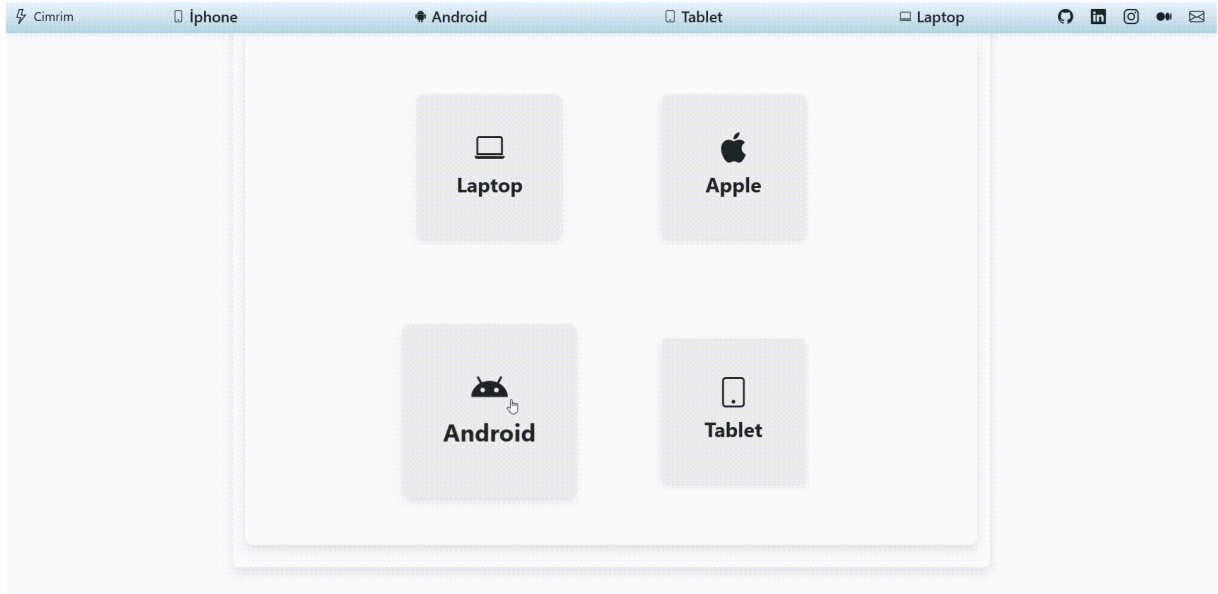 Cimrim
İphone
Android
Tablet
Laptop
Laptop
Apple
Android
Tablet